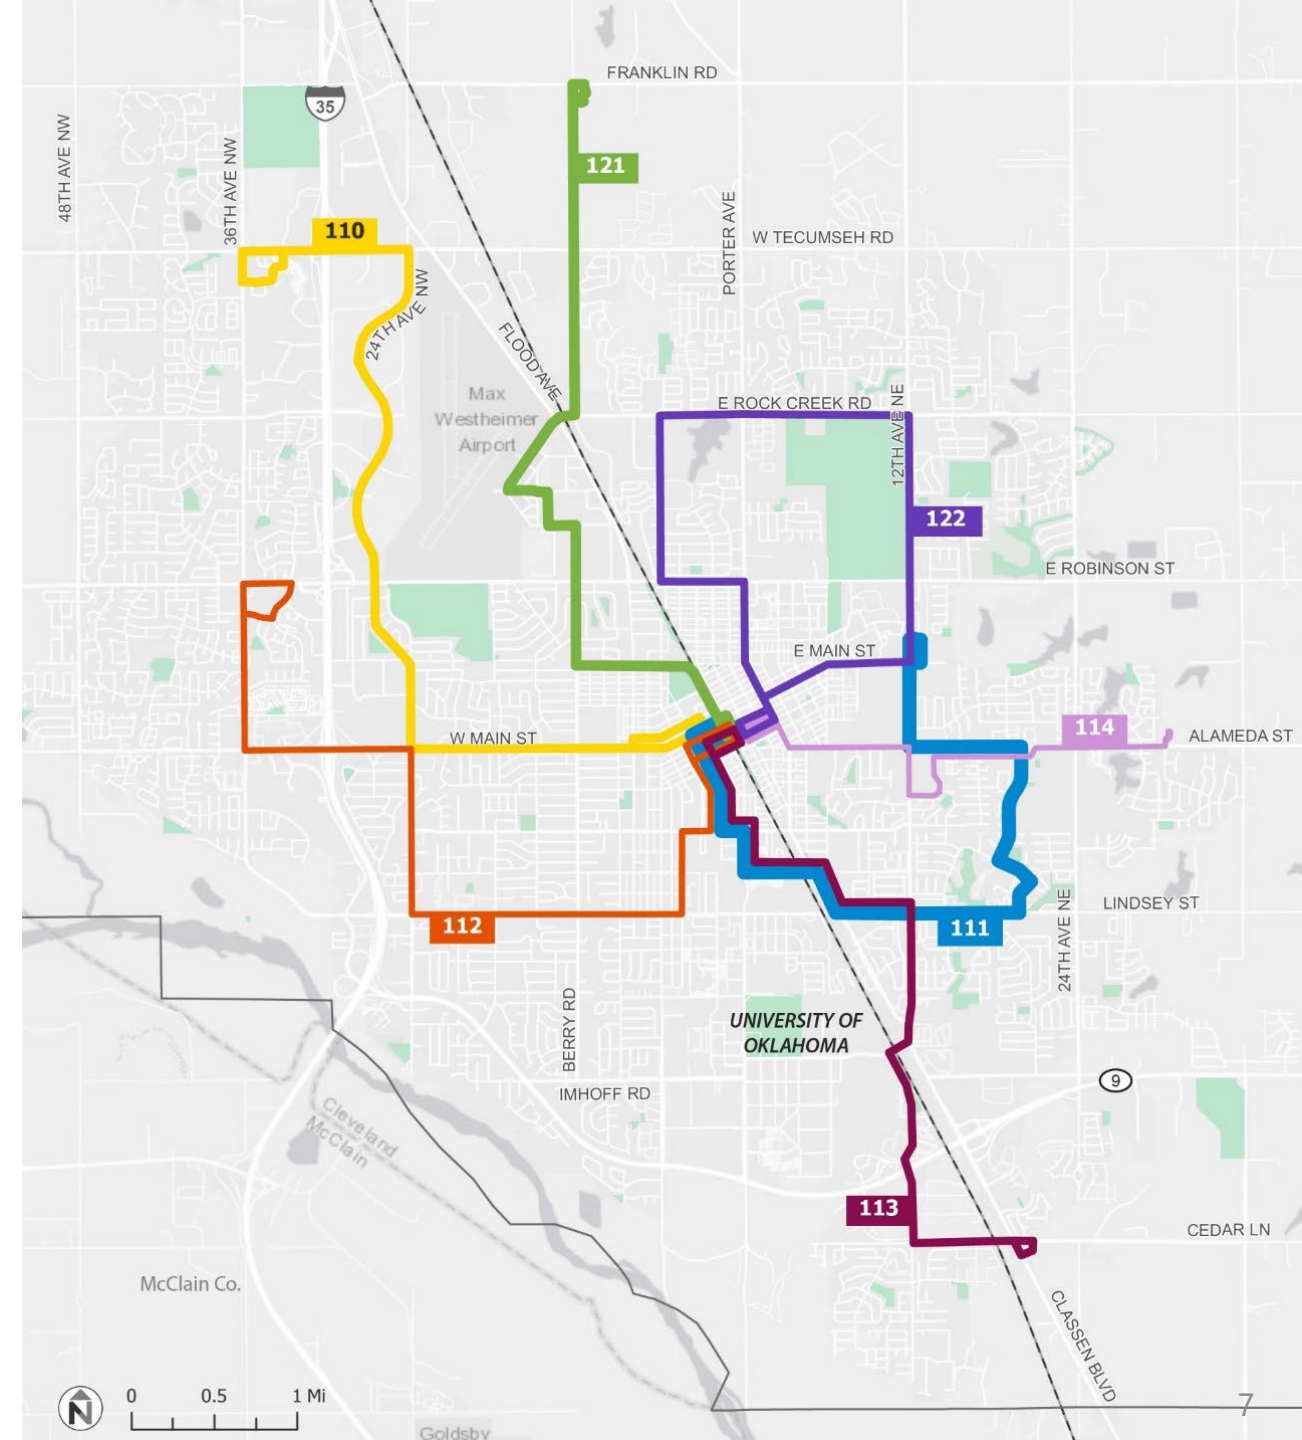 FRANKLIN RD
35
48TH AVE NW
36TH AVE NW
121
PORTER AVE
110
W TECUMSEH RD
24TH AVE NW
FLOOD AVE
Max
Westheimer
Airport
E ROCK CREEK RD
12TH AVE NE
122
E ROBINSON ST
E MAIN ST
W MAIN ST
114
ALAMEDA ST
24TH AVE NE
LINDSEY ST
112
111
BERRY RD
UNIVERSITY OF
OKLAHOMA
IMHOFF RD
9
Cleveland
McClain
113
CEDAR LN
McClain Co.
CLASSEN BLVD
N
0 0.5 1 Mi
7
Goldsby